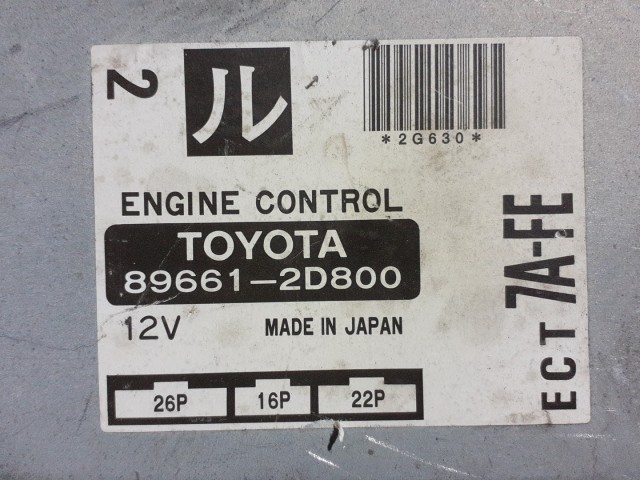 2
ル
*2G630*
ENGINE CONTROL
TOYOTA
89661-2D800
12V MADE IN JAPAN
26P 16P 22P
ECT 7A-FE